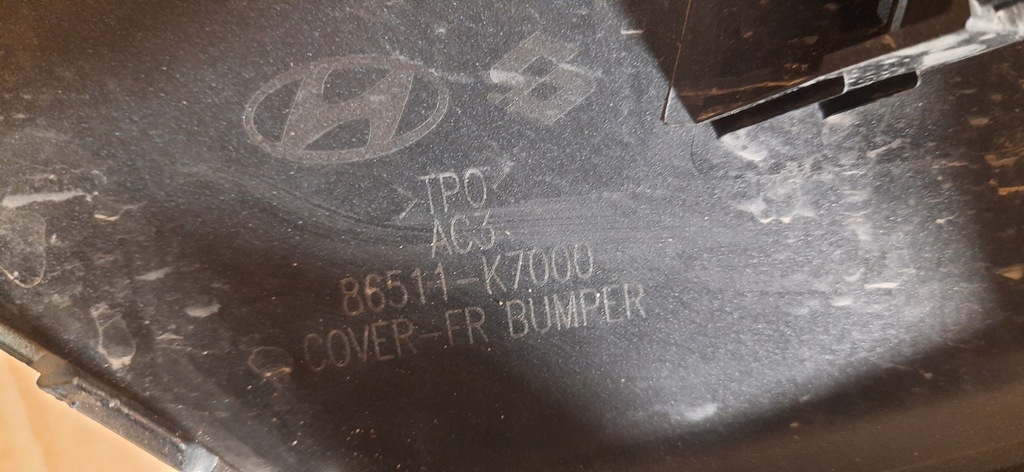 >TPO<
AC3
86511-K7000
COVER-FR BUMPER